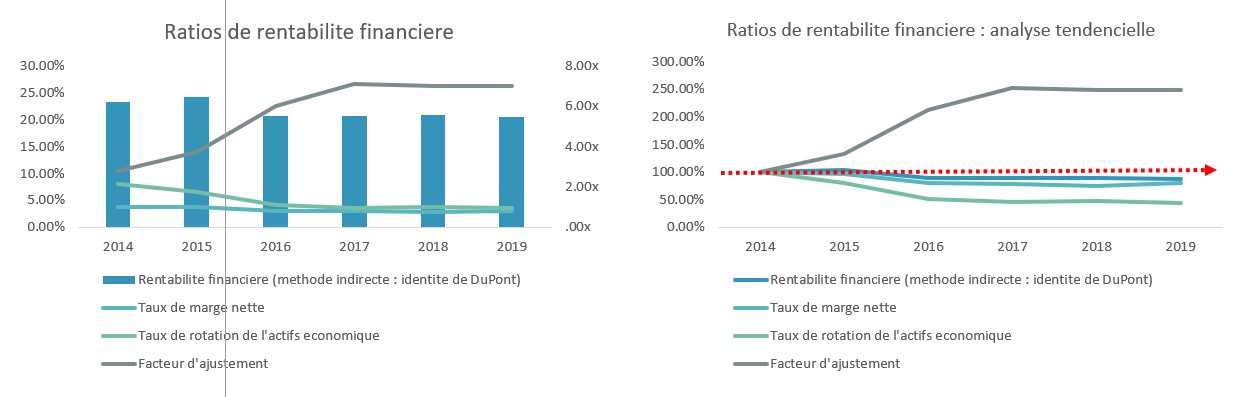 Ratios de rentabilite financiere
30.00%
25.00%
20.00%
15.00%
10.00%
5.00%
0.00%
8.00x
6.00x
4.00x
2.00x
.00x
2014 2015 2016 2017 2018 2019
Rentabilite financiere (methode indirecte : identite de DuPont)
Taux de marge nette
Taux de rotation de l'actifs economique
Facteur d'ajustement
Ratios de rentabilite financiere : analyse tendencielle
300.00%
250.00%
200.00%
150.00%
100.00%
50.00%
0.00%
2014 2015 2016 2017 2018 2019
Rentabilite financiere (methode indirecte : identite de DuPont)
Taux de marge nette
Taux de rotation de l'actifs economique
Facteur d'ajustement